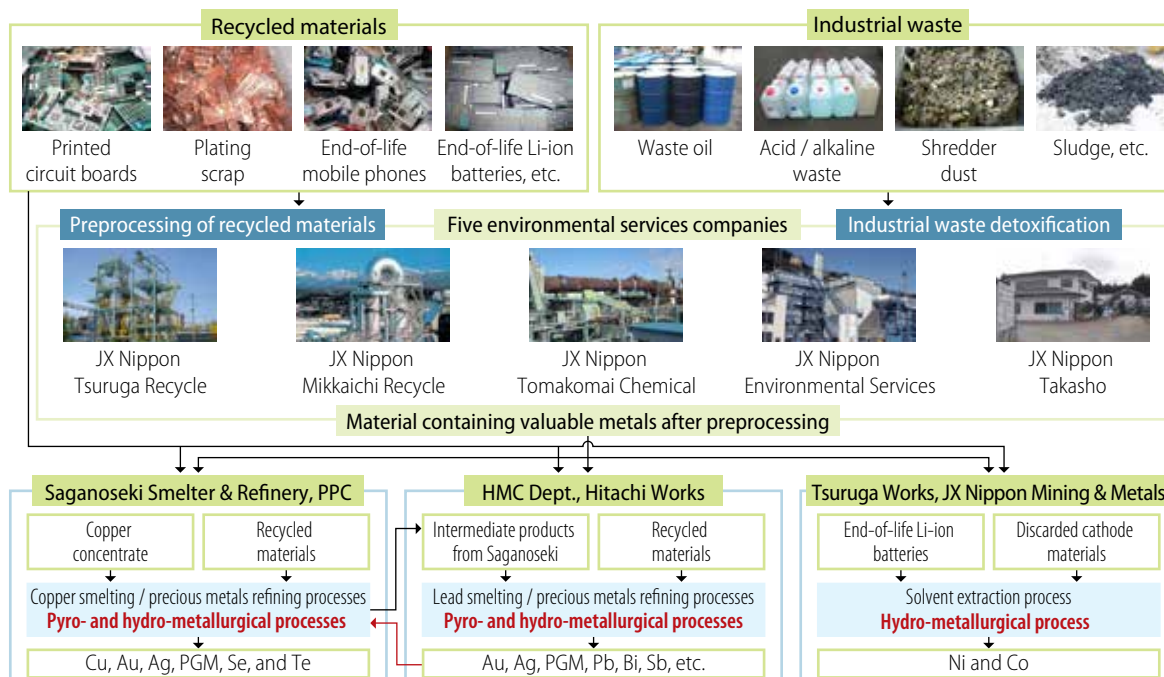 Recycled materials
Industrial waste
Printed
circuit boards
Plating
scrap
End-of-life
mobile phones
End-of-life Li-ion
batteries, etc.
Waste oil
Acid / alkaline
waste
Shredder
dust
Sludge, etc.
Preprocessing of recycled materials
Five environmental services companies
Industrial waste detoxification
JX Nippon
Tsuruga Recycle
JX Nippon
Mikkaichi Recycle
JX Nippon
Tomakomai Chemical
JX Nippon
Environmental Services
JX Nippon
Takasho
Material containing valuable metals after preprocessing
Saganoseki Smelter & Refinery, PPC
Copper
concentrate
Recycled
materials
Copper smelting / precious metals refining processes
Pyro- and hydro-metallurgical processes
Cu, Au, Ag, PGM, Se, and Te
HMC Dept., Hitachi Works
Intermediate products
from Saganoseki
Recycled
materials
Lead smelting / precious metals refining processes
Pyro- and hydro-metallurgical processes
Au, Ag, PGM, Pb, Bi, Sb, etc.
Tsuruga Works, JX Nippon Mining & Metals
End-of-life Li-ion
batteries
Discarded cathode
materials
Solvent extraction process
Hydro-metallurgical process
Ni and Co